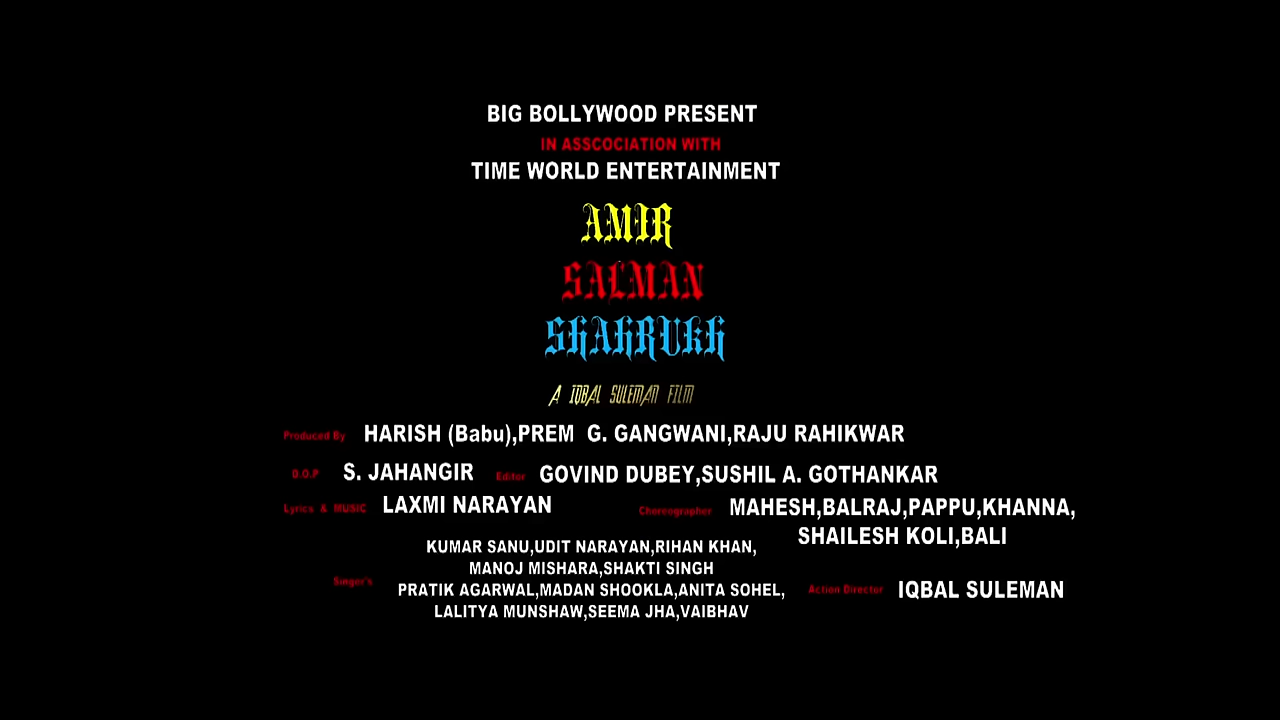 BIG BOLLYWOOD PRESENT
IN ASSCOCIATION WITH
TIME WORLD ENTERTAINMENT
AMIR
SALMAN
SHAHRUKH
A IQBAL SULEMAN FILM
Produced By HARISH (Babu),PREM G. GANGWANI,RAJU RAHIKWAR
D.O.P S. JAHANGIR Editor GOVIND DUBEY,SUSHIL A. GOTHANKAR
Lyrics & MUSIC LAXMI NARAYAN Choreographer MAHESH,BALRAJ,PAPPU,KHANNA,
SHAILESH KOLI,BALI
KUMAR SANU,UDIT NARAYAN,RIHAN KHAN,
MANOJ MISHARA,SHAKTI SINGH
Singer's PRATIK AGARWAL,MADAN SHOOKLA,ANITA SOHEL,
LALITYA MUNSHAW,SEEMA JHA,VAIBHAV
Action Director IQBAL SULEMAN